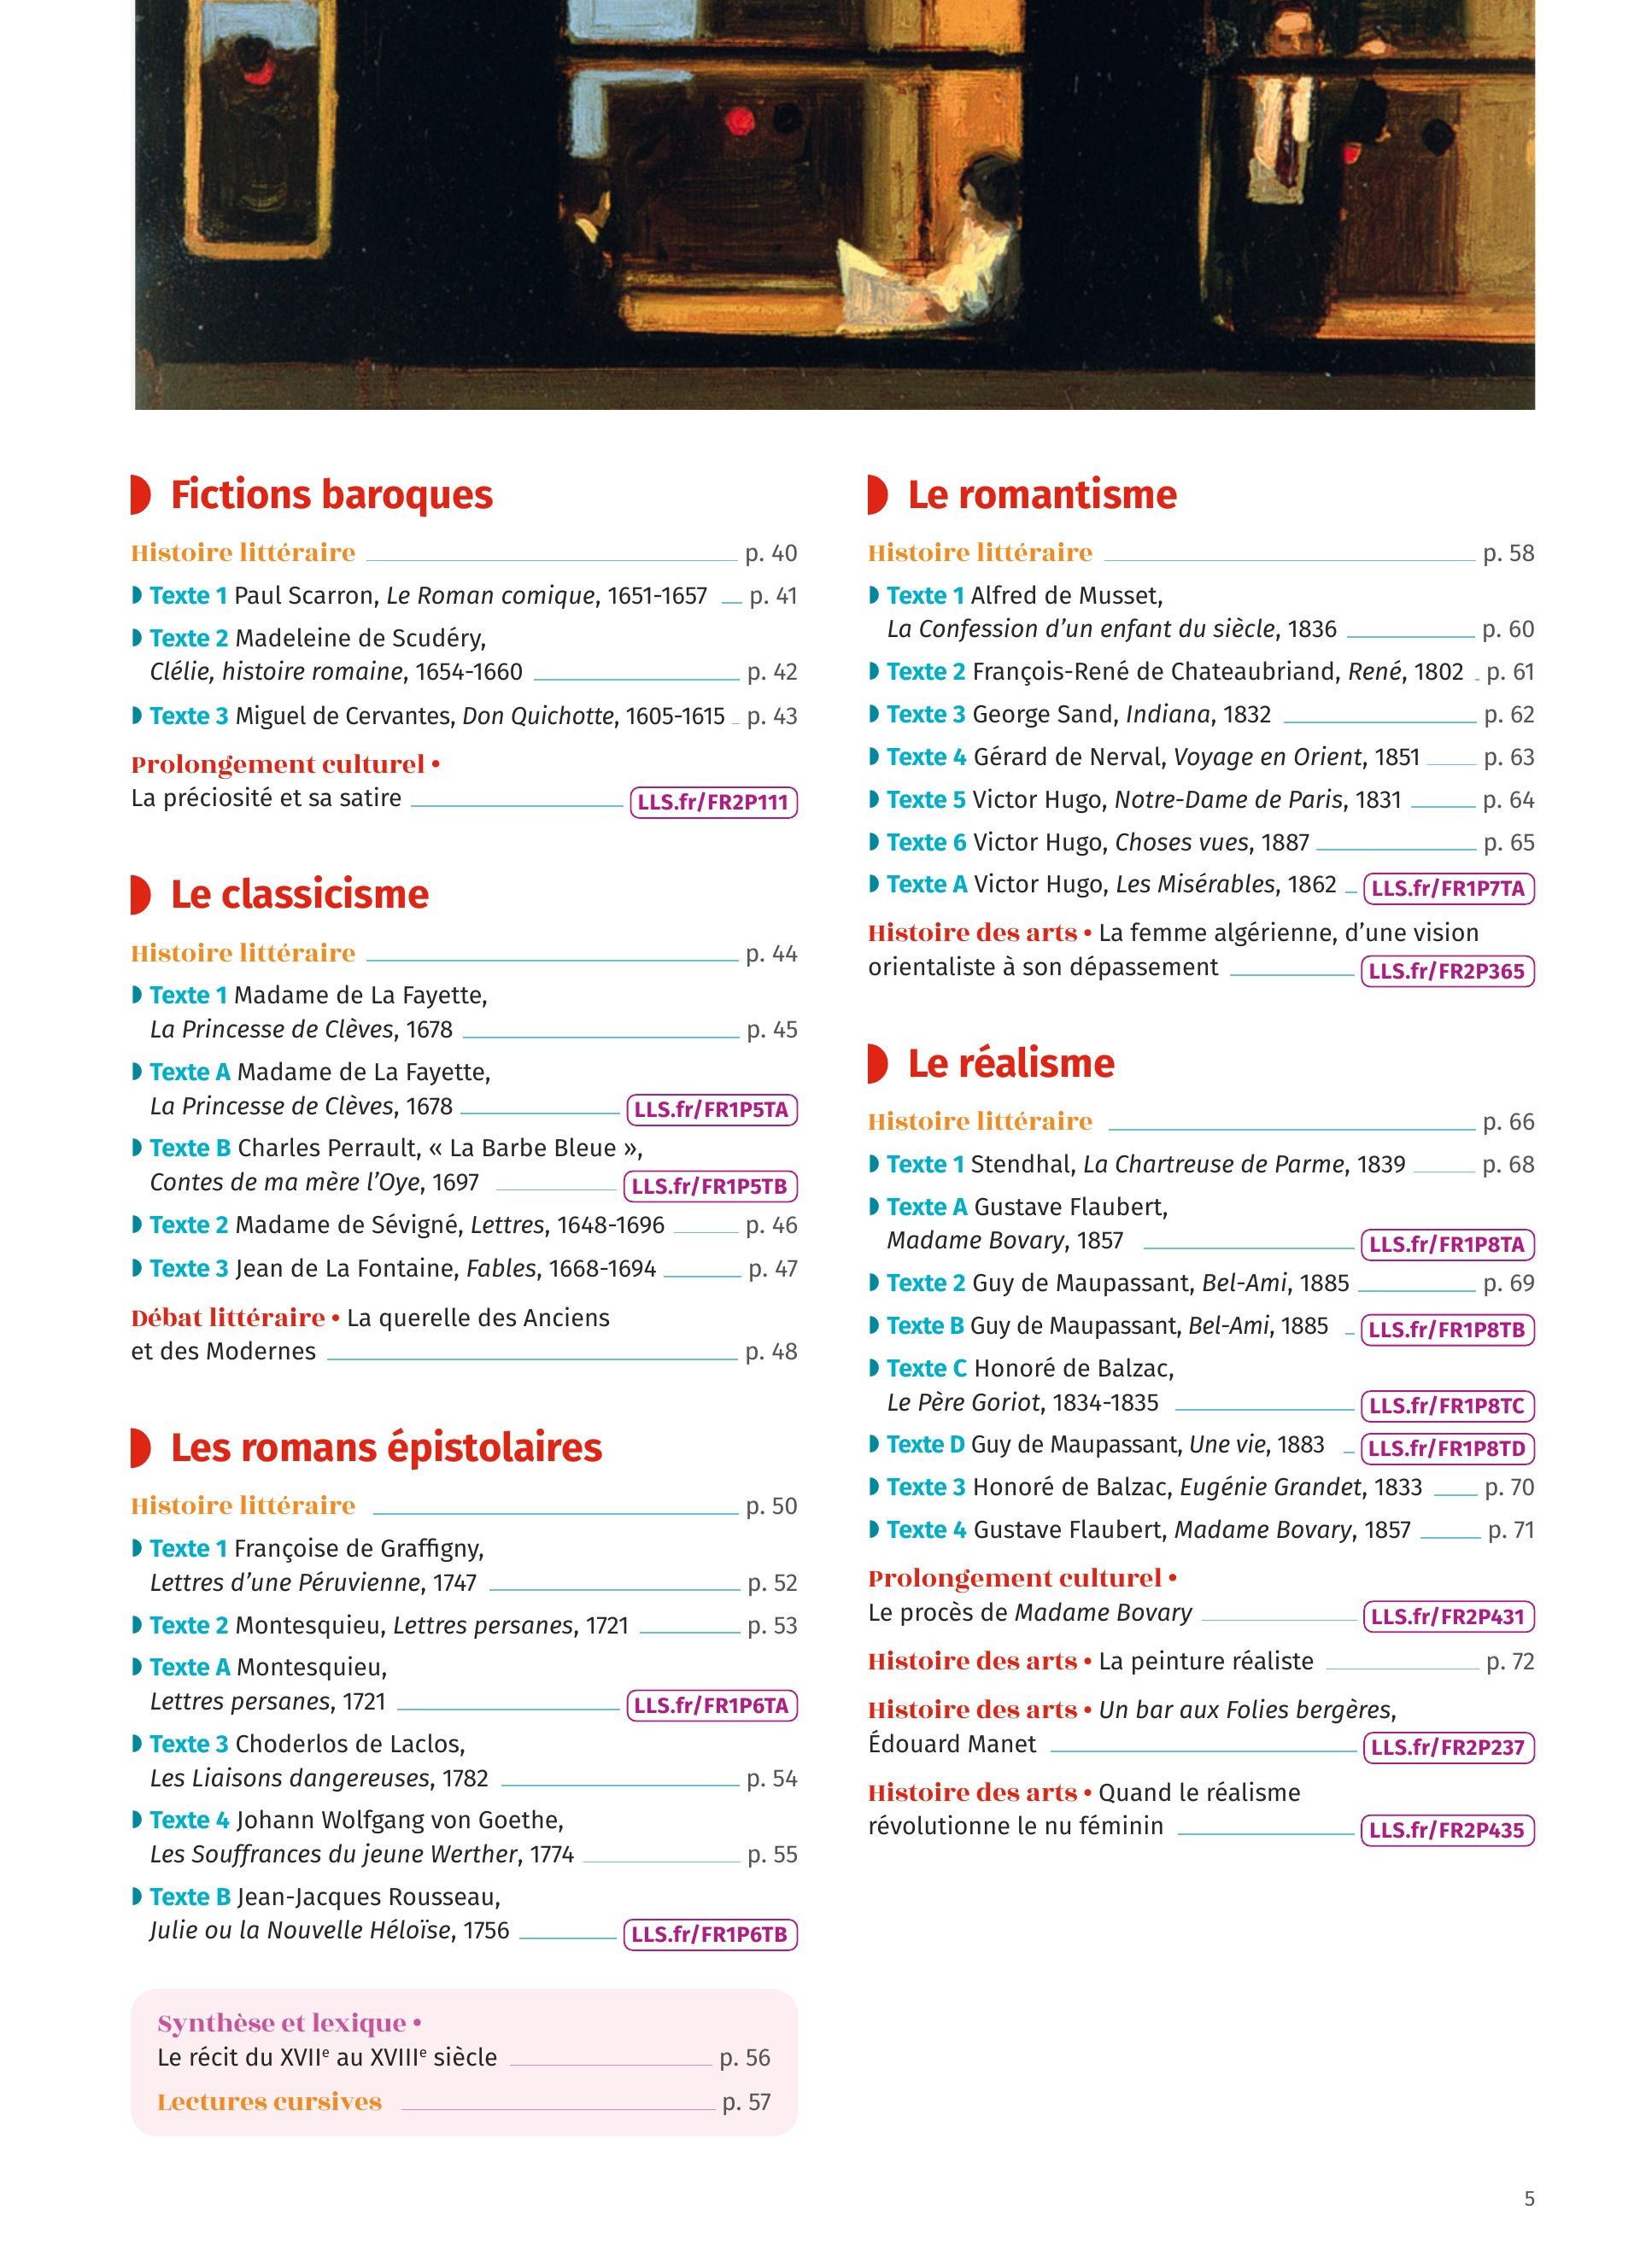 Fictions baroques
Histoire littéraire p. 40
Texte 1 Paul Scarron, Le Roman comique, 1651-1657 p. 41
Texte 2 Madeleine de Scudéry,
Clélie, histoire romaine, 1654-1660 p. 42
Texte 3 Miguel de Cervantes, Don Quichotte, 1605-1615 p. 43
Prolongement culturel •
La préciosité et sa satire LLS.fr/FR2P111
Le classicisme
Histoire littéraire p. 44
Texte 1 Madame de La Fayette,
La Princesse de Clèves, 1678 p. 45
Texte A Madame de La Fayette,
La Princesse de Clèves, 1678 LLS.fr/FR1P5TA
Texte B Charles Perrault, « La Barbe Bleue »,
Contes de ma mère l’Oye, 1697 LLS.fr/FR1P5TB
Texte 2 Madame de Sévigné, Lettres, 1648-1696 p. 46
Texte 3 Jean de La Fontaine, Fables, 1668-1694 p. 47
Débat littéraire • La querelle des Anciens
et des Modernes p. 48
Les romans épistolaires
Histoire littéraire p. 50
Texte 1 Françoise de Graffigny,
Lettres d’une Péruvienne, 1747 p. 52
Texte 2 Montesquieu, Lettres persanes, 1721 p. 53
Texte A Montesquieu,
Lettres persanes, 1721 LLS.fr/FR1P6TA
Texte 3 Choderlos de Laclos,
Les Liaisons dangereuses, 1782 p. 54
Texte 4 Johann Wolfgang von Goethe,
Les Souffrances du jeune Werther, 1774 p. 55
Texte B Jean-Jacques Rousseau,
Julie ou la Nouvelle Héloïse, 1756 LLS.fr/FR1P6TB
Synthèse et lexique •
Le récit du XVIIe au XVIIIe siècle p. 56
Lectures cursives p. 57
Le romantisme
Histoire littéraire p. 58
Texte 1 Alfred de Musset,
La Confession d’un enfant du siècle, 1836 p. 60
Texte 2 François-René de Chateaubriand, René, 1802 p. 61
Texte 3 George Sand, Indiana, 1832 p. 62
Texte 4 Gérard de Nerval, Voyage en Orient, 1851 p. 63
Texte 5 Victor Hugo, Notre-Dame de Paris, 1831 p. 64
Texte 6 Victor Hugo, Choses vues, 1887 p. 65
Texte A Victor Hugo, Les Misérables, 1862 LLS.fr/FR1P7TA
Histoire des arts • La femme algérienne, d’une vision
orientaliste à son dépassement LLS.fr/FR2P365
Le réalisme
Histoire littéraire p. 66
Texte 1 Stendhal, La Chartreuse de Parme, 1839 p. 68
Texte A Gustave Flaubert,
Madame Bovary, 1857 LLS.fr/FR1P8TA
Texte 2 Guy de Maupassant, Bel-Ami, 1885 p. 69
Texte B Guy de Maupassant, Bel-Ami, 1885 LLS.fr/FR1P8TB
Texte C Honoré de Balzac,
Le Père Goriot, 1834-1835 LLS.fr/FR1P8TC
Texte D Guy de Maupassant, Une vie, 1883 LLS.fr/FR1P8TD
Texte 3 Honoré de Balzac, Eugénie Grandet, 1833 p. 70
Texte 4 Gustave Flaubert, Madame Bovary, 1857 p. 71
Prolongement culturel •
Le procès de Madame Bovary LLS.fr/FR2P431
Histoire des arts • La peinture réaliste p. 72
Histoire des arts • Un bar aux Folies bergères,
Édouard Manet LLS.fr/FR2P237
Histoire des arts • Quand le réalisme
révolutionne le nu féminin LLS.fr/FR2P435
5